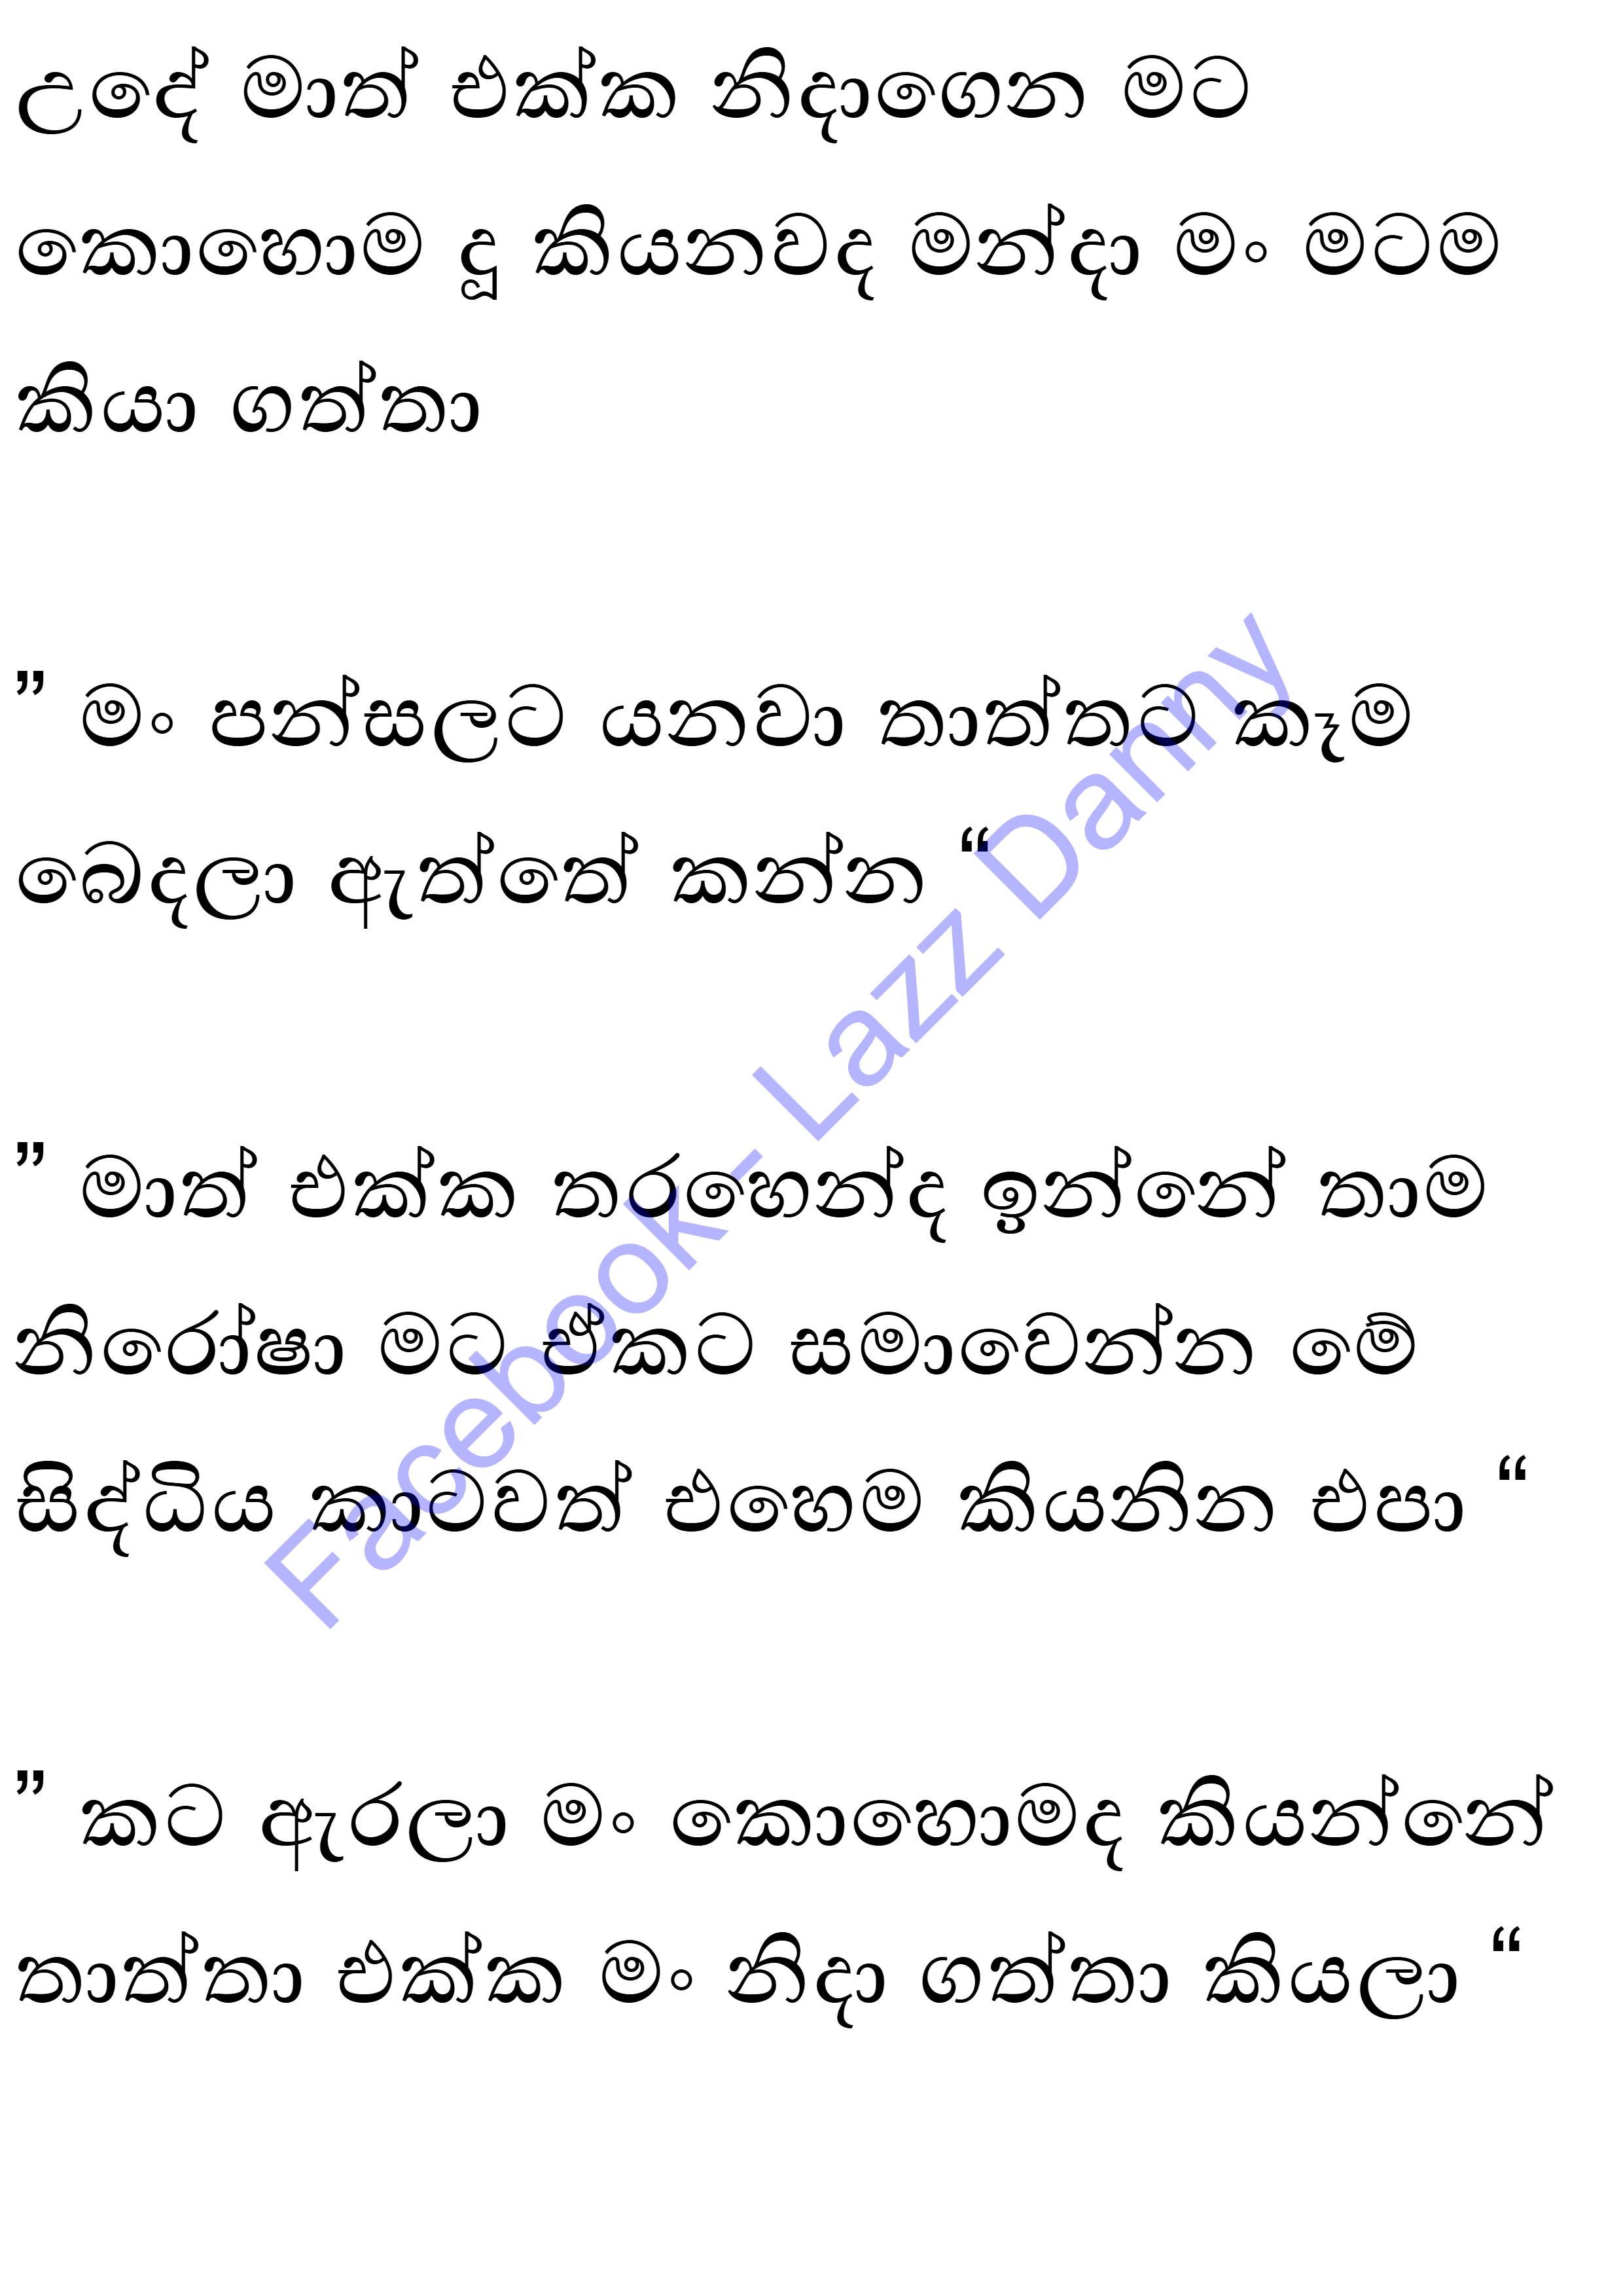 උදේ මාත් එක්ක නිදාගෙන මට
කොහොම දූ කියනවද මන්දා මං මටම
කියා ගත්තා
” මං පන්සලට යනවා තාත්තට කෑම
බෙදලා ඇත්තේ කන්න “
” මාත් එක්ක තරහෙන්ද ඉන්නේ තාම
නිරෝෂා මට ඒකට සමාවෙන්න මේ
සිද්ධිය කාටවත් එහෙම කියනින එපා “
” කට ඇරලා මං කොහොමද කියන්නේ
තාත්තා එක්ක මං නිදා ගත්තා කියලා “
Facebook- Lazz Danny